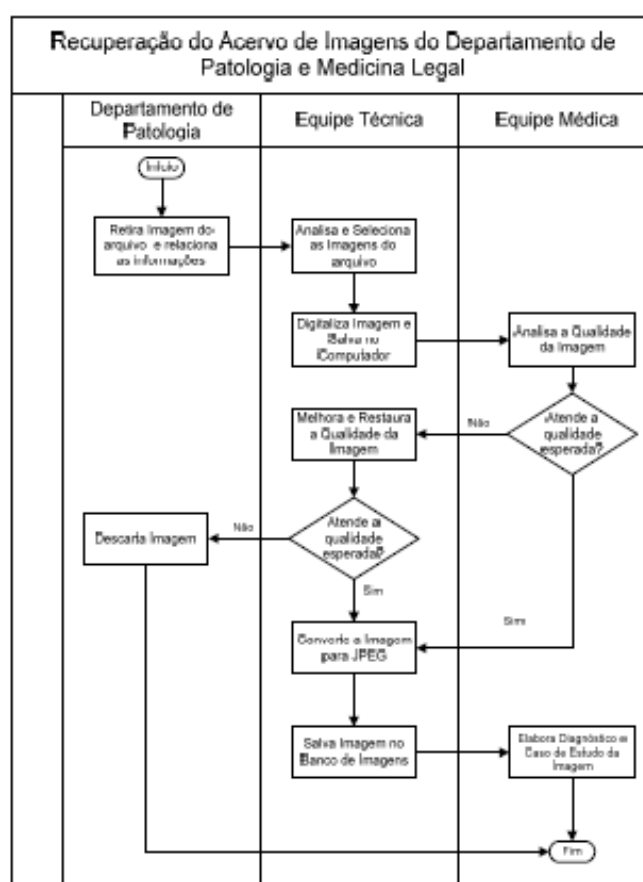 Recuperação do Acervo de Imagens do Departamento de
Patologia e Medicina Legal
Departamento de
Patologia
Equipe Técnica
Equipe Médica
Início
Retira Imagem do
arquivo e relaciona
as informações
Analisa e Seleciona
as Imagens do
arquivo
Digitaliza Imagem e
Salva no
Computador
Analisa a Qualidade
da Imagem
Melhora e Restaura
a Qualidade da
Imagem
Não
Atende a
qualidade
esperada?
Descarta Imagem
Não
Atende a
qualidade
esperada?
Sim
Sim
Converte a Imagem
para JPEG
Salva Imagem no
Banco de Imagens
Elabora Diagnóstico e
Caso de Estudo da
Imagem
Fim